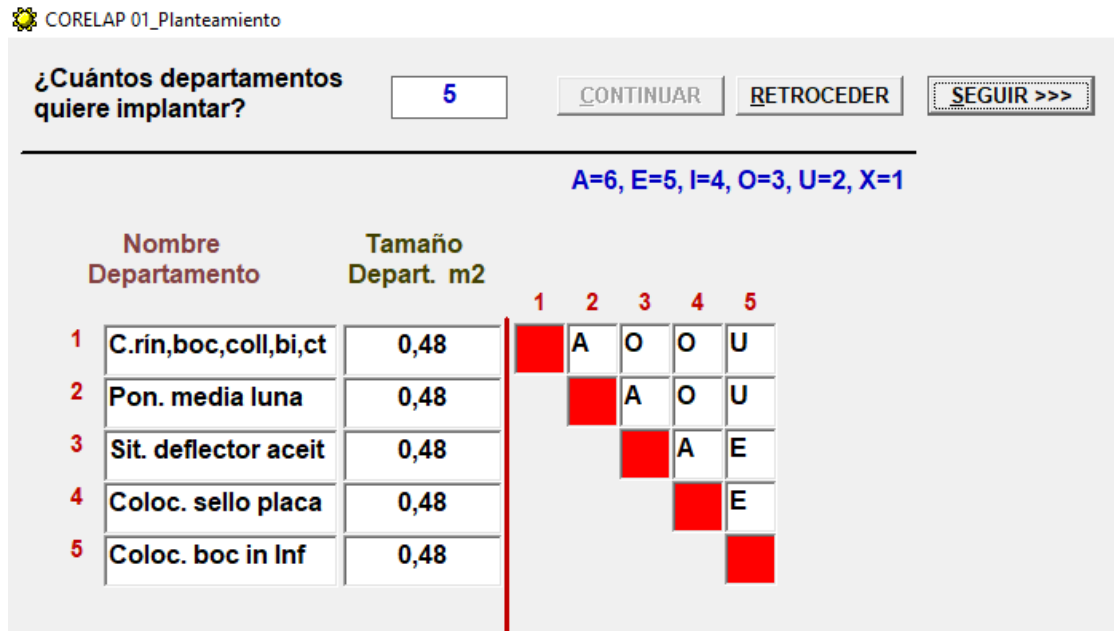 CORELAP 01_Planteamiento
¿Cuántos departamentos
quiere implantar?
5
CONTINUAR
RETROCEDER
SEGUIR >>>
A=6, E=5, I=4, O=3, U=2, X=1
Nombre
Departamento
Tamaño
Depart. m2
1 2 3 4 5
1 C.rín,boc,coll,bi,ct 0,48 A O O U
2 Pon. media luna 0,48 A O U
3 Sit. deflector aceit 0,48 A E
4 Coloc. sello placa 0,48 E
5 Coloc. boc in Inf 0,48